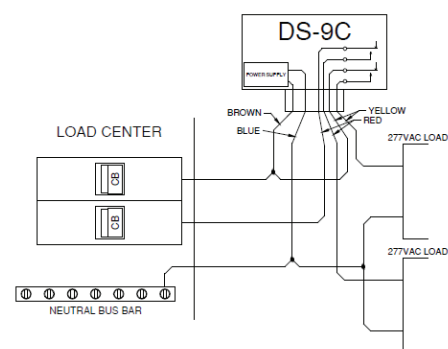 DS-9C
POWER SUPPLY
BROWN
YELLOW
RED
BLUE
LOAD CENTER
277VAC LOAD
CB
CB
277VAC LOAD
NEUTRAL BUS BAR